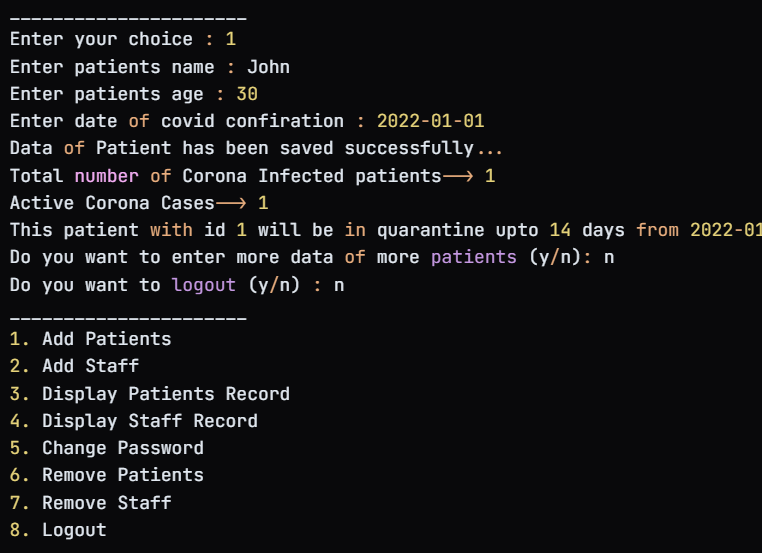 ______________________
Enter your choice : 1
Enter patients name : John
Enter patients age : 30
Enter date of covid confiration : 2022-01-01
Data of Patient has been saved successfully...
Total number of Corona Infected patients--> 1
Active Corona Cases--> 1
This patient with id 1 will be in quarantine upto 14 days from 2022-01
Do you want to enter more data of more patients (y/n): n
Do you want to logout (y/n) : n
______________________
1. Add Patients
2. Add Staff
3. Display Patients Record
4. Display Staff Record
5. Change Password
6. Remove Patients
7. Remove Staff
8. Logout